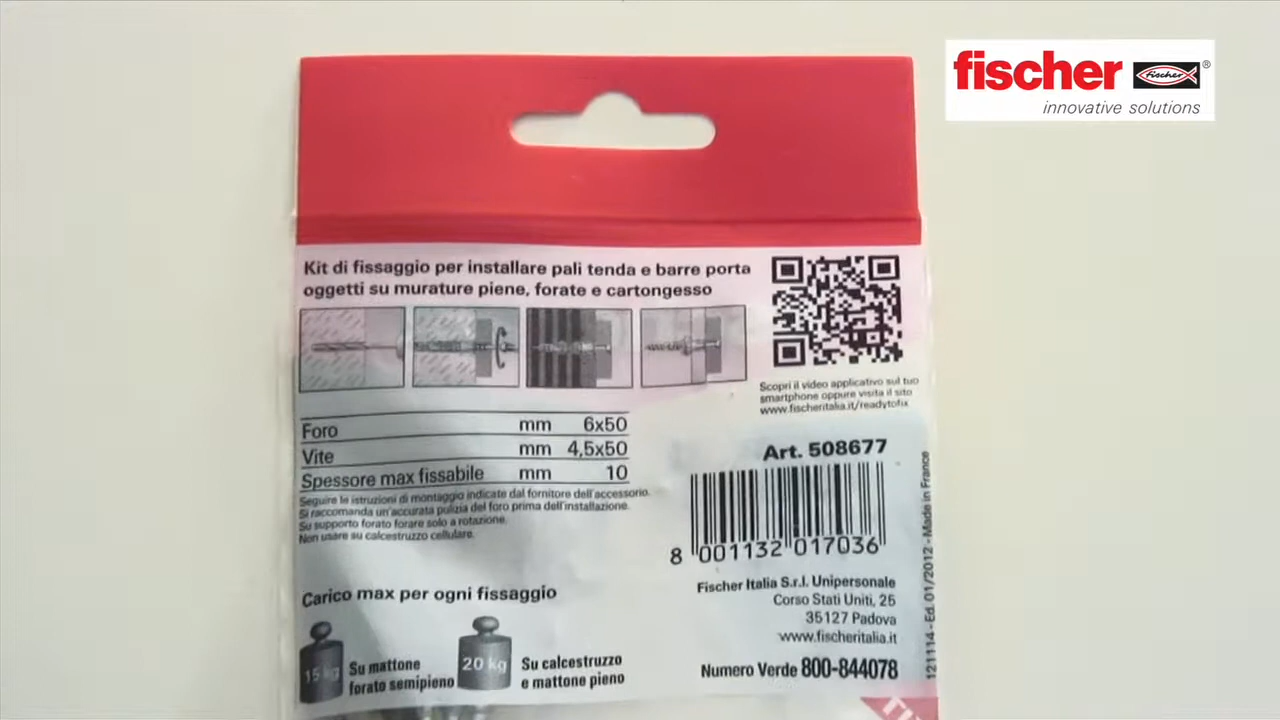 fischer
fischer ®
innovative solutions
Kit di fissaggio per installare pali tenda e barre porta
oggetti su murature piene, forate e cartongesso
Scopri il video applicativo sul tuo
smartphone oppure visita il sito
www.fischeritalia.it/readytofix
Foro mm 6x50
Vite mm 4,5x50
Spessore max fissabile mm 10
Seguire le istruzioni di montaggio indicate dal fornitore dell'accessorio.
Si raccomanda un'accurata pulizia del foro prima dell'installazione.
Su supporto forato forare solo a rotazione.
Non usare su calcestruzzo cellulare.
Art. 508677
8 001132 017036
Fischer Italia S.r.l. Unipersonale
Corso Stati Uniti, 25
35127 Padova
www.fischeritalia.it
Numero Verde 800-844078
121114 - Ed. 01/2012 - Made in France
Carico max per ogni fissaggio
15 kg
Su mattone
forato semipieno
20 kg
Su calcestruzzo
e mattone pieno